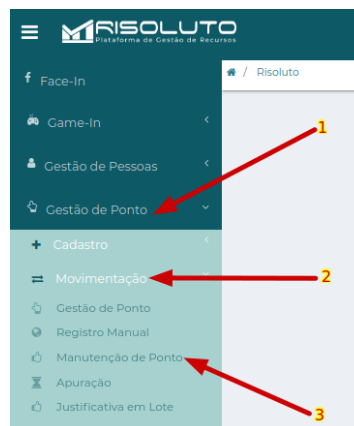 RISOLUTO
Plataforma de Gestão de Recursos
f Face-In
/ Risoluto
Game-In
1
Gestão de Pessoas
Gestão de Ponto
Cadastro
Movimentação
2
Gestão de Ponto
Registro Manual
Manutenção de Ponto
Apuração
Justificativa em Lote
3